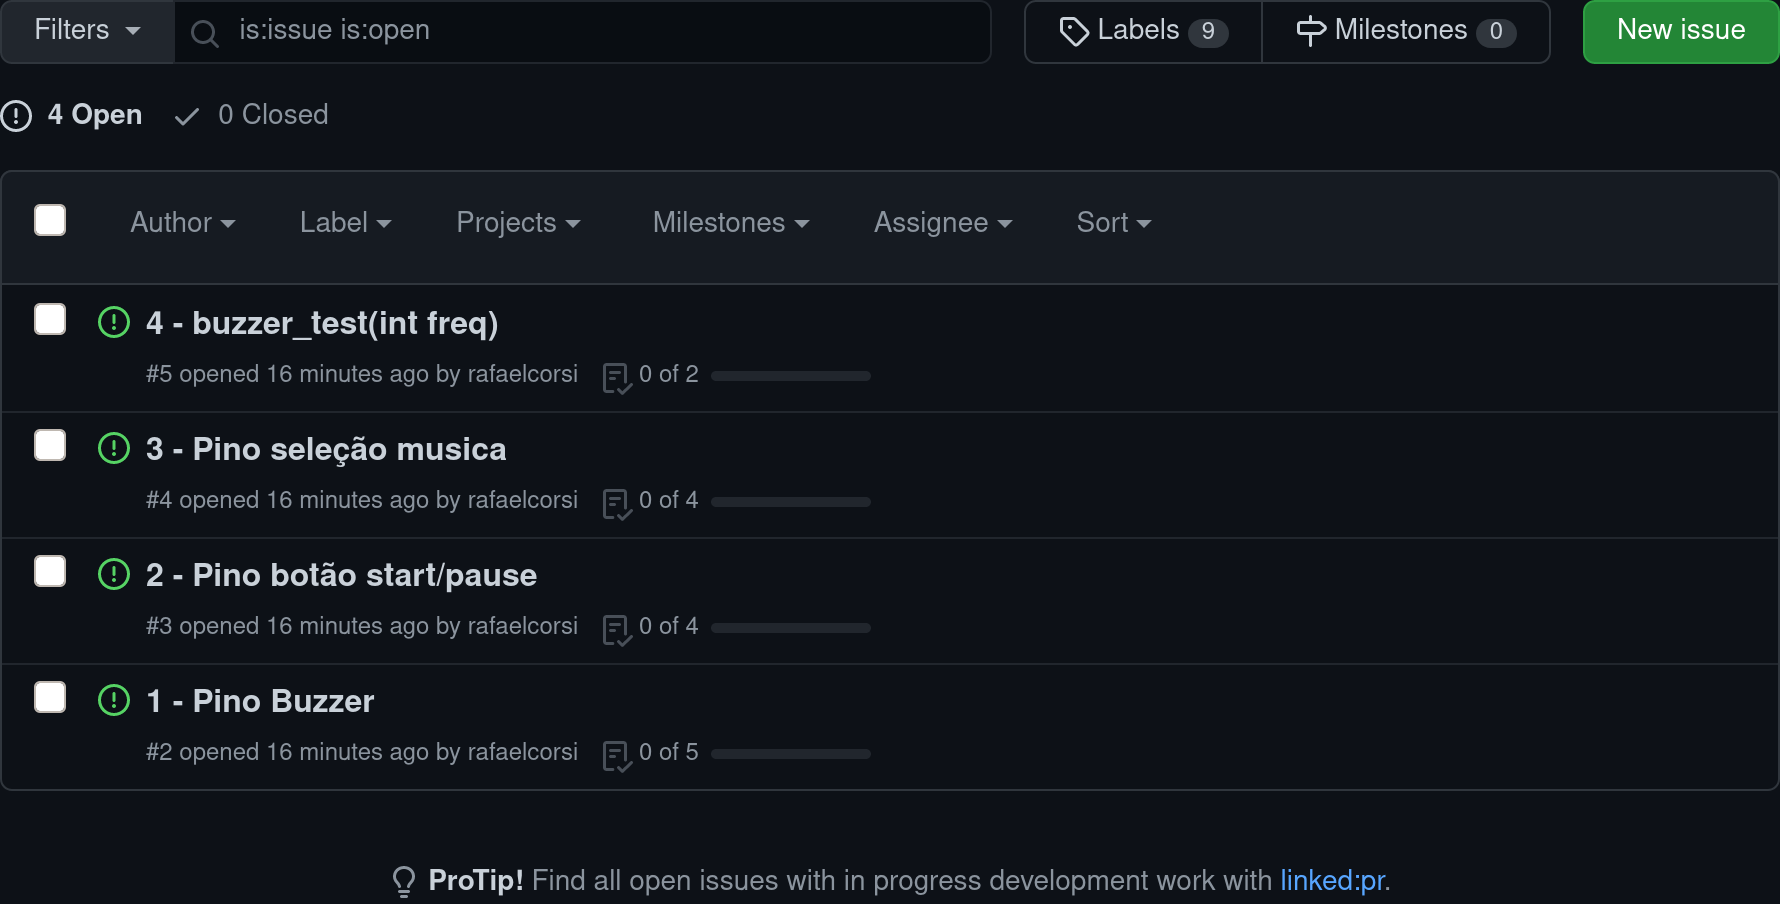 Filters is:issue is:open Labels 9 Milestones 0 New issue
4 Open 0 Closed
Author Label Projects Milestones Assignee Sort
4 - buzzer_test(int freq)
#5 opened 16 minutes ago by rafaelcorsi 0 of 2
3 - Pino seleção musica
#4 opened 16 minutes ago by rafaelcorsi 0 of 4
2 - Pino botão start/pause
#3 opened 16 minutes ago by rafaelcorsi 0 of 4
1 - Pino Buzzer
#2 opened 16 minutes ago by rafaelcorsi 0 of 5
ProTip! Find all open issues with in progress development work with linked:pr.